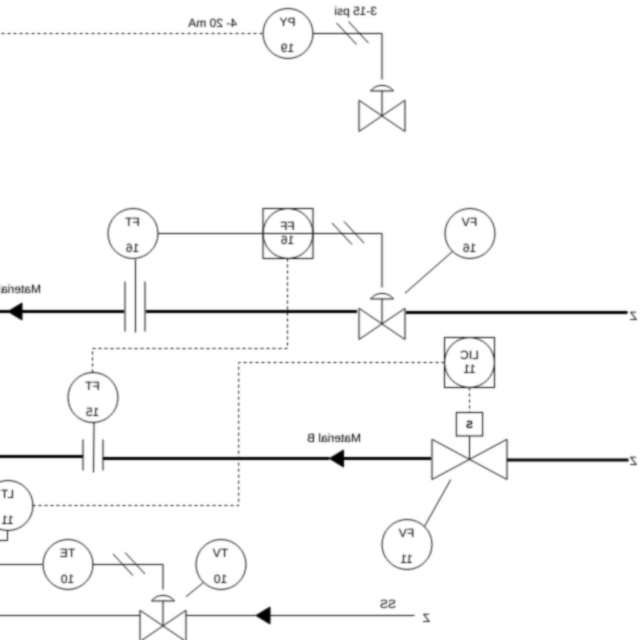 3-15 psi
4- 20 mA
PY
19
FT
16
FF
16
FV
16
Material
Z
LIC
11
FT
15
S
Material B
Z
LT
11
FV
11
TE
10
TV
10
SS
Z